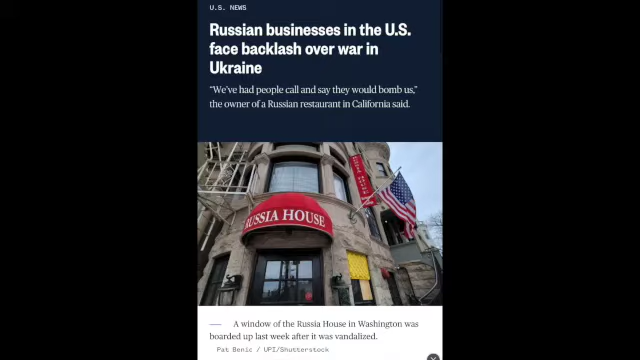 U.S. NEWS
Russian businesses in the U.S.
face backlash over war in
Ukraine
“We’ve had people call and say they would bomb us,”
the owner of a Russian restaurant in California said.
RUSSIA HOUSE
A window of the Russia House in Washington was
boarded up last week after it was vandalized.
Pat Benic / UPI/Shutterstock